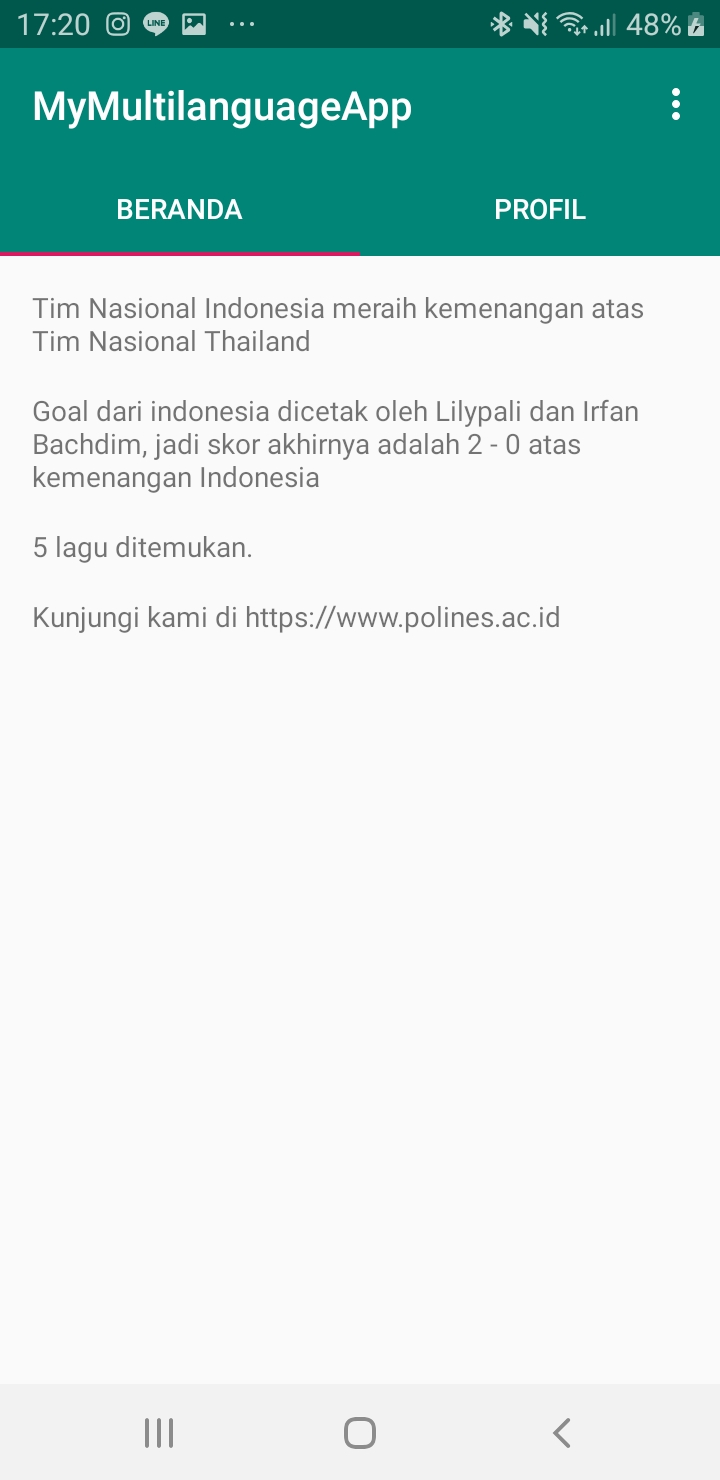 17:20 LINE 48%
MyMultilanguageApp
BERANDA PROFIL
Tim Nasional Indonesia meraih kemenangan atas
Tim Nasional Thailand
Goal dari indonesia dicetak oleh Lilypali dan Irfan
Bachdim, jadi skor akhirnya adalah 2 - 0 atas
kemenangan Indonesia
5 lagu ditemukan.
Kunjungi kami di https://www.polines.ac.id